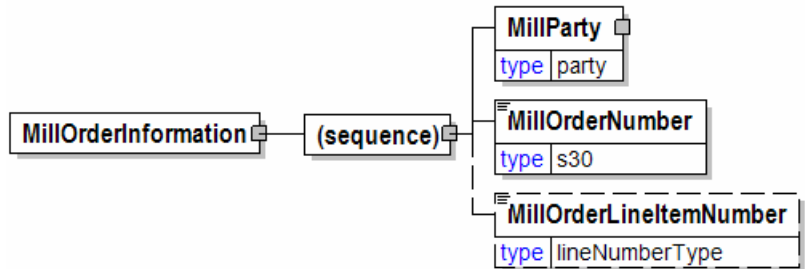 MillParty
type party
MillOrderInformation
(sequence)
MillOrderNumber
type s30
MillOrderLineItemNumber
type lineNumberType